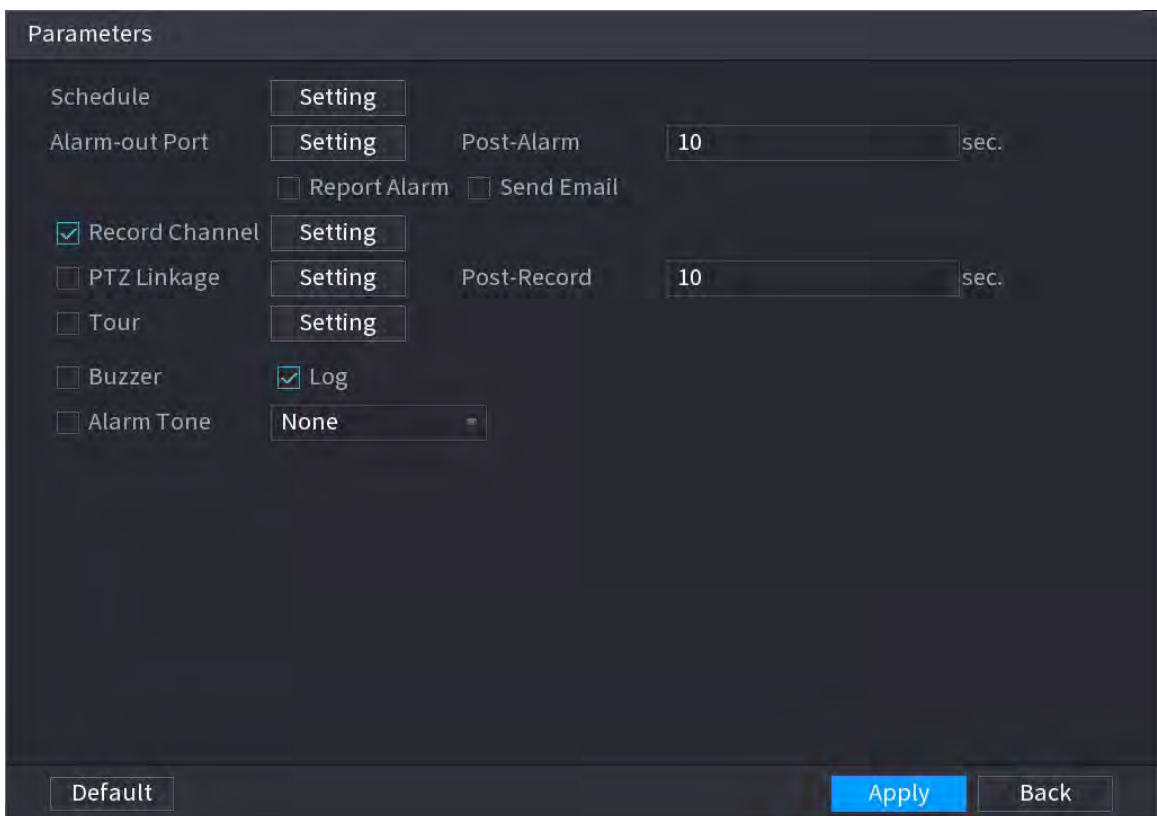 Parameters
Schedule Setting
Alarm-out Port Setting Post-Alarm 10 sec.
Report Alarm Send Email
Record Channel Setting
PTZ Linkage Setting Post-Record 10 sec.
Tour Setting
Buzzer Log
Alarm Tone None
Default Apply Back